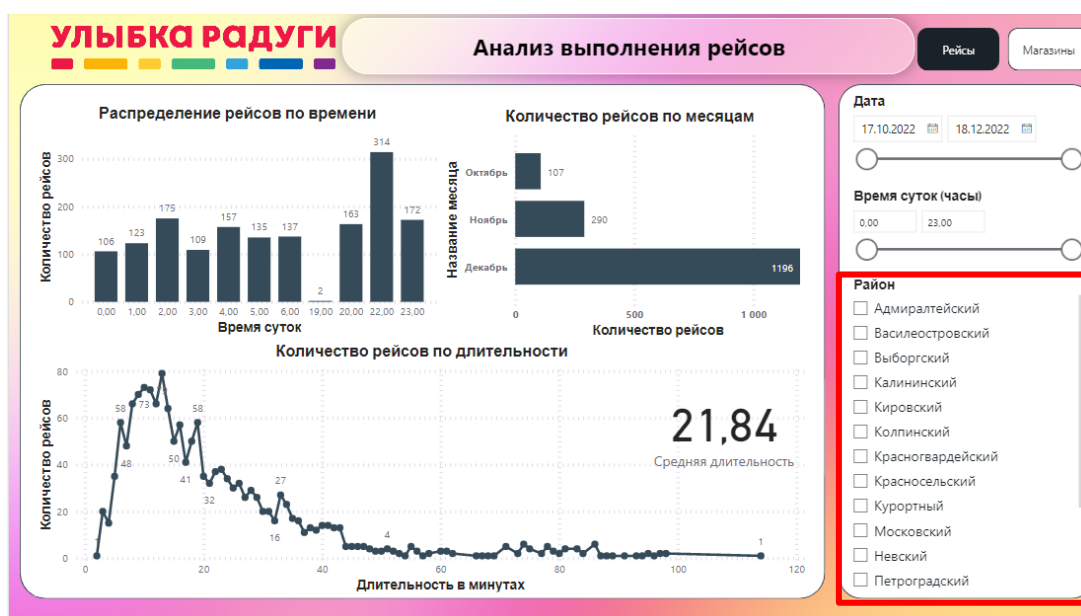 УЛЫБКА РАДУГИ
Анализ выполнения рейсов
Рейсы
Магазины
Распределение рейсов по времени
Количество рейсов
300
200
100
0
106
123
175
109
157
135
137
2
163
314
172
0,00
1,00
2,00
3,00
4,00
5,00
6,00
19,00
20,00
22,00
23,00
Время суток
Количество рейсов по месяцам
Название месяца
Октябрь
107
Ноябрь
290
Декабрь
1196
0
500
1 000
Количество рейсов
Количество рейсов по длительности
Количество рейсов
80
60
40
20
0
58
48
73
50
41
58
32
16
27
4
1
0
20
40
60
80
100
120
Длительность в минутах
21,84
Средняя длительность
Дата
17.10.2022
18.12.2022
Время суток (часы)
0,00
23,00
Район
Адмиралтейский
Василеостровский
Выборгский
Калининский
Кировский
Колпинский
Красногвардейский
Красносельский
Курортный
Московский
Невский
Петроградский